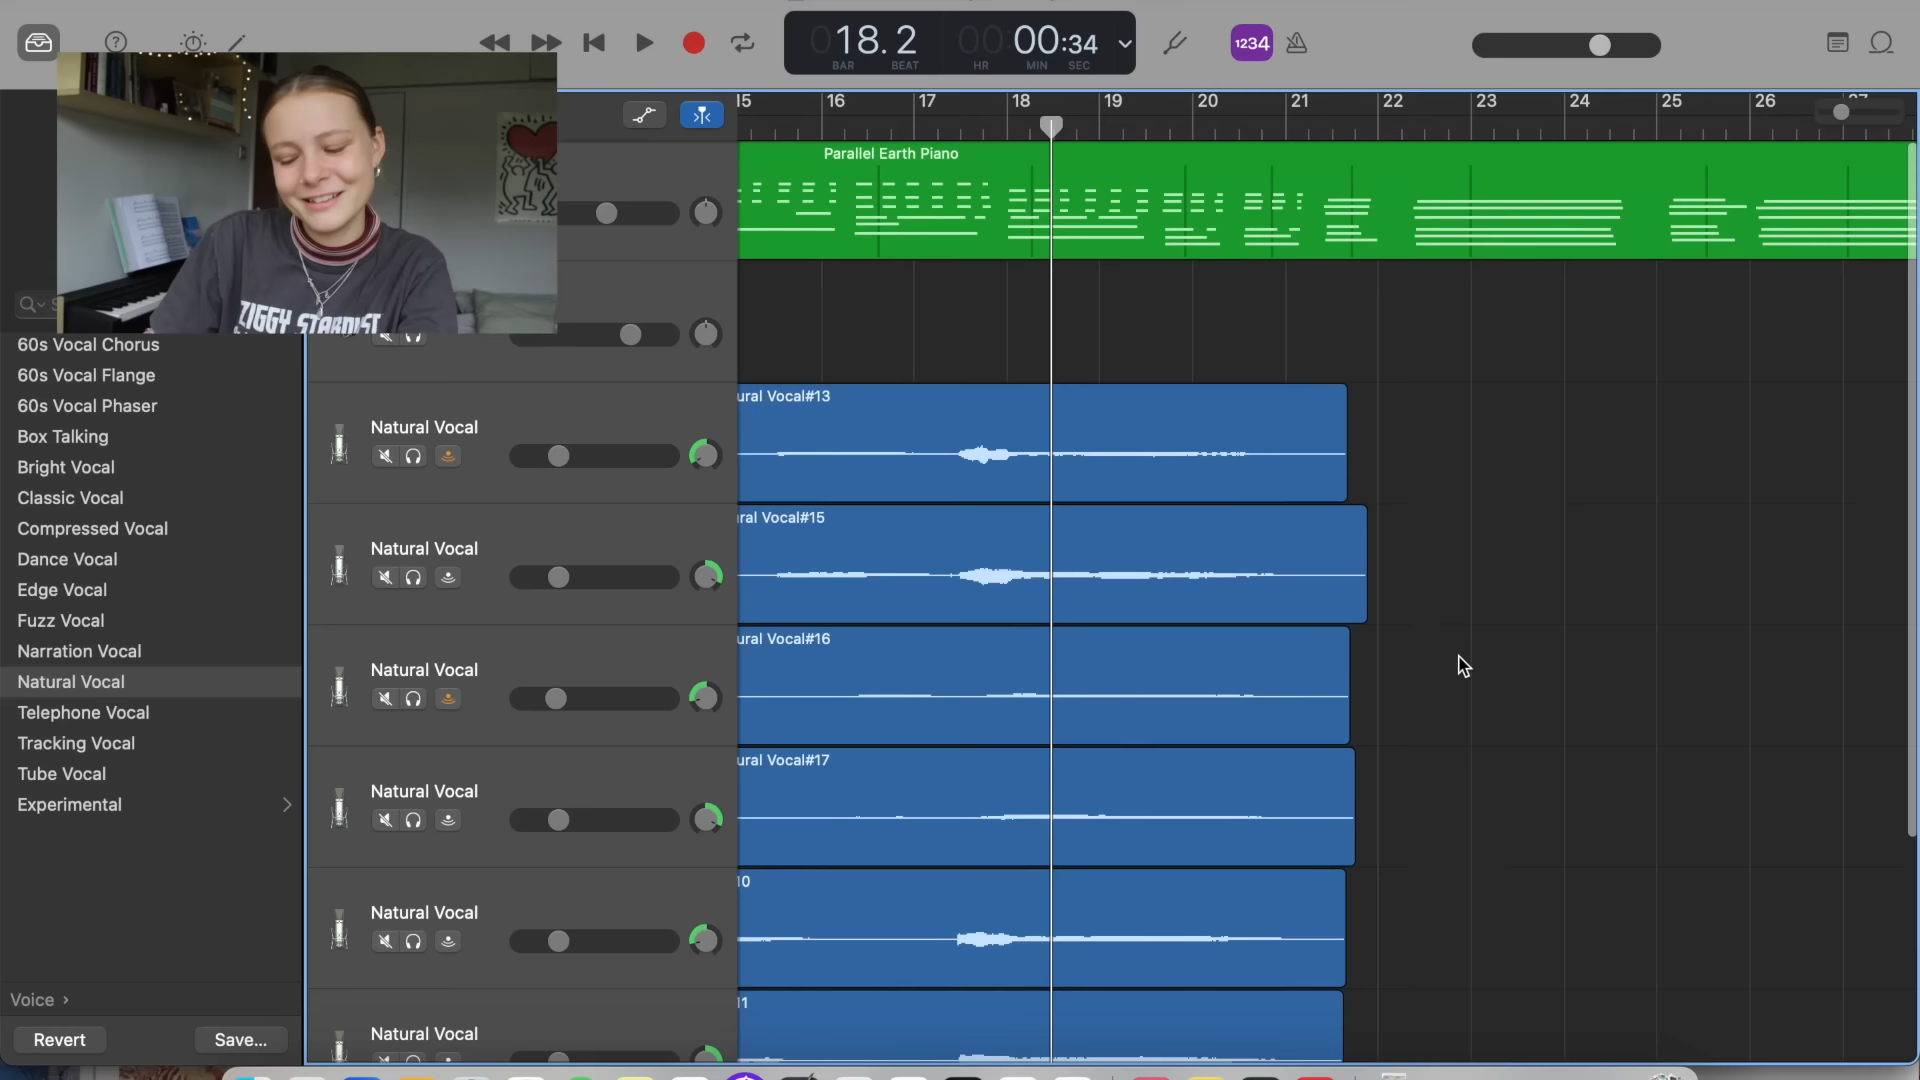 018.2
BAR
BEAT
00 00:34
HR
MIN
SEC
1234
15
16
17
18
19
20
21
22
23
24
25
26
27
Parallel Earth Piano
ZIGGY STARDUST
60s Vocal Chorus
60s Vocal Flange
60s Vocal Phaser
Box Talking
Bright Vocal
Classic Vocal
Compressed Vocal
Dance Vocal
Edge Vocal
Fuzz Vocal
Narration Vocal
Natural Vocal
Telephone Vocal
Tracking Vocal
Tube Vocal
Experimental
Voice
Revert
Save...
Natural Vocal
ural Vocal#13
Natural Vocal
ural Vocal#15
Natural Vocal
ural Vocal#16
Natural Vocal
ural Vocal#17
Natural Vocal
10
Natural Vocal
11